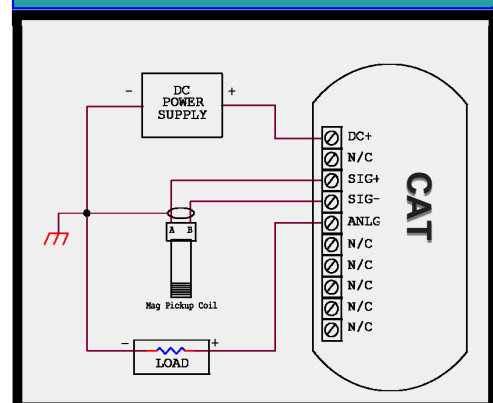 - DC +
POWER
SUPPLY
DC+
N/C
SIG+
SIG-
ANLG
N/C
N/C
N/C
N/C
N/C
CAT
A B
Mag Pickup Coil
- +
LOAD